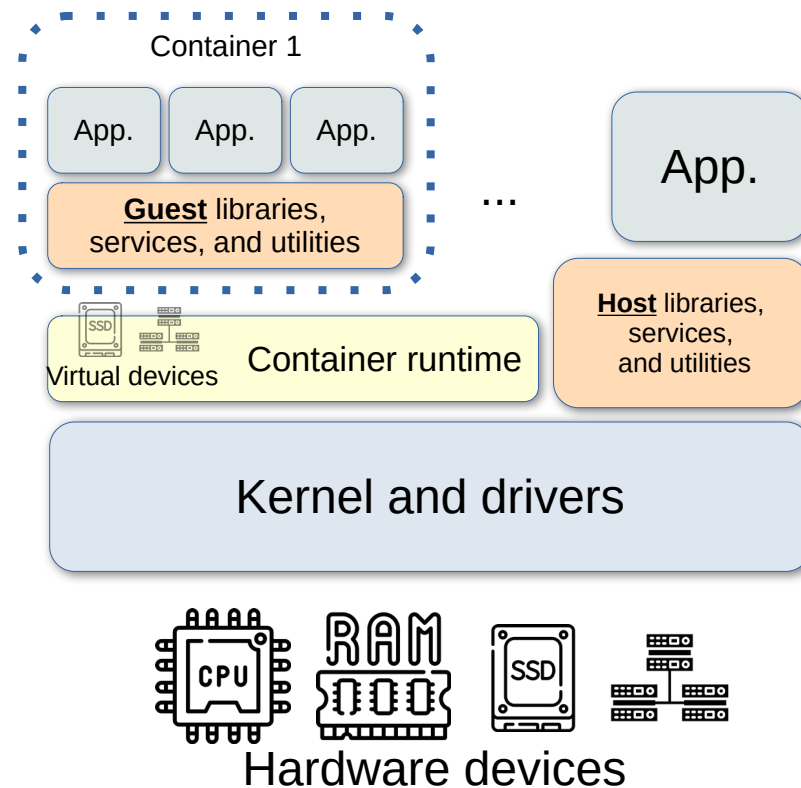 Container 1
App.
App.
App.
Guest libraries,
services, and utilities
...
App.
Host libraries,
services,
and utilities
SSD
Virtual devices
Container runtime
Kernel and drivers
CPU
RAM
SSD
Hardware devices